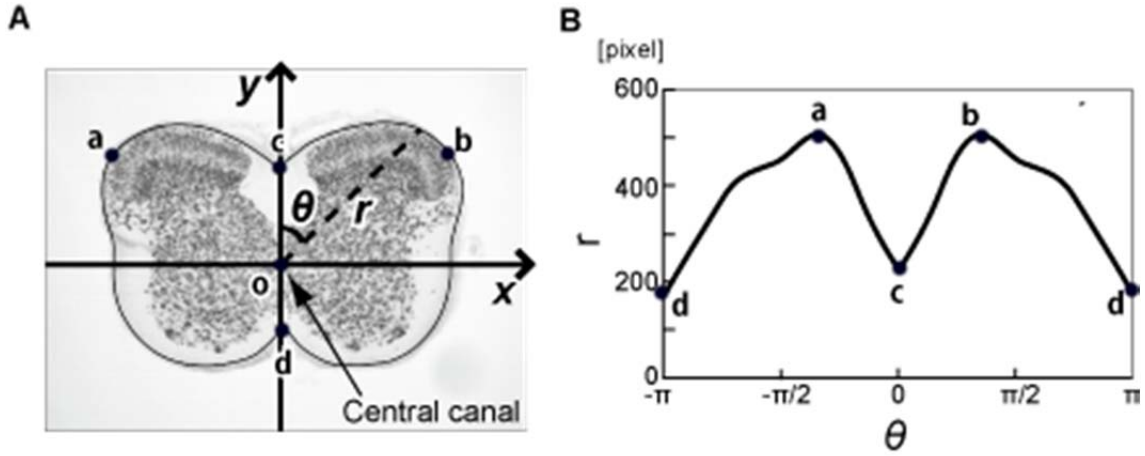 A
y
a
c
b
θ
r
o
x
d
Central canal
B
[pixel]
600
a
b
400
r
200
c
d
d
0
-π
-π/2
0
π/2
π
θ